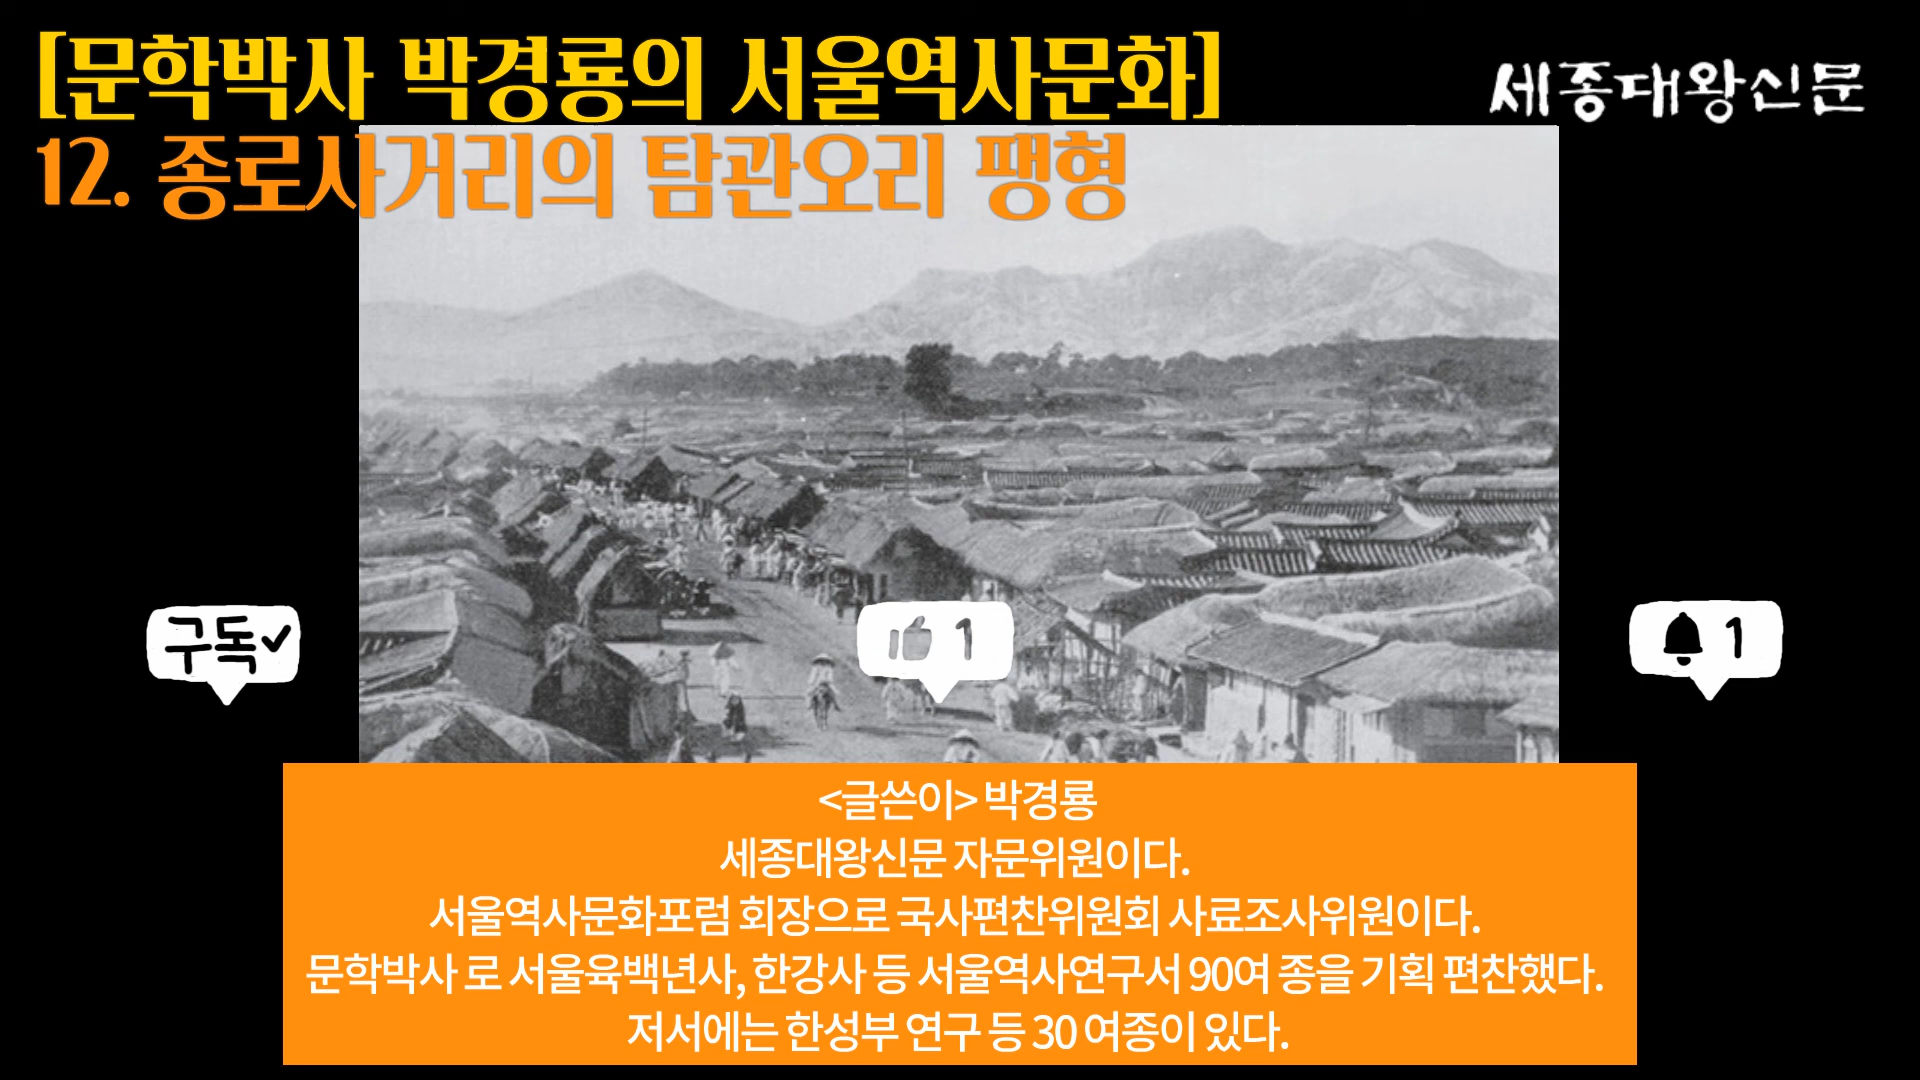 [문학박사 박경룡의 서울역사문화]
세종대왕신문
12. 종로사거리의 탐관오리 팽형
구독✓
1
1
<글쓴이> 박경룡
세종대왕신문 자문위원이다.
서울역사문화포럼 회장으로 국사편찬위원회 사료조사위원이다.
문학박사 로 서울육백년사, 한강사 등 서울역사연구서 90여 종을 기획 편찬했다.
저서에는 한성부 연구 등 30 여종이 있다.